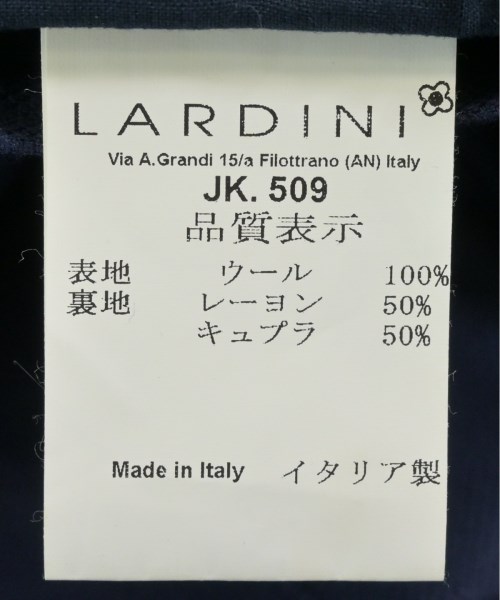 LARDINI
Via A.Grandi 15/a Filottrano (AN) Italy
JK. 509
品質表示
表地 ウール 100%
裏地 レーヨン 50%
キュプラ 50%
Made in Italy イタリア製